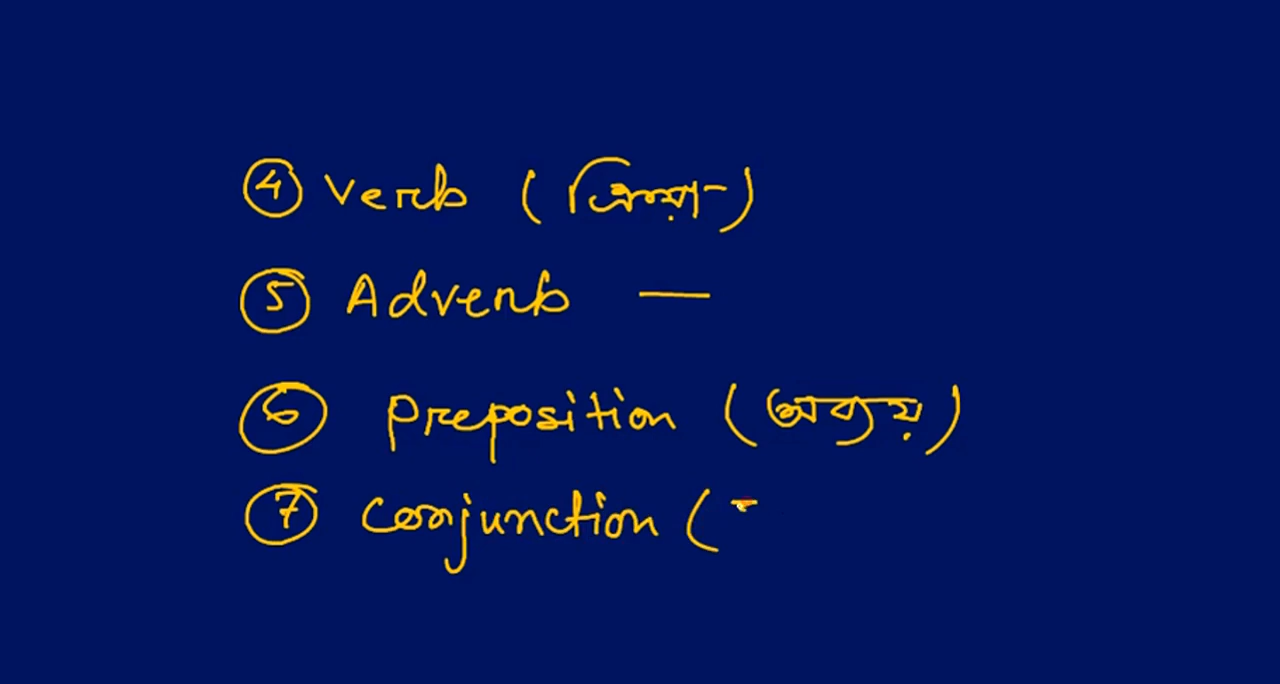 ④ Verb (ক্রিয়া-)
⑤ Adverb —
⑥ Preposition (অব্যয়)
⑦ Conjunction (